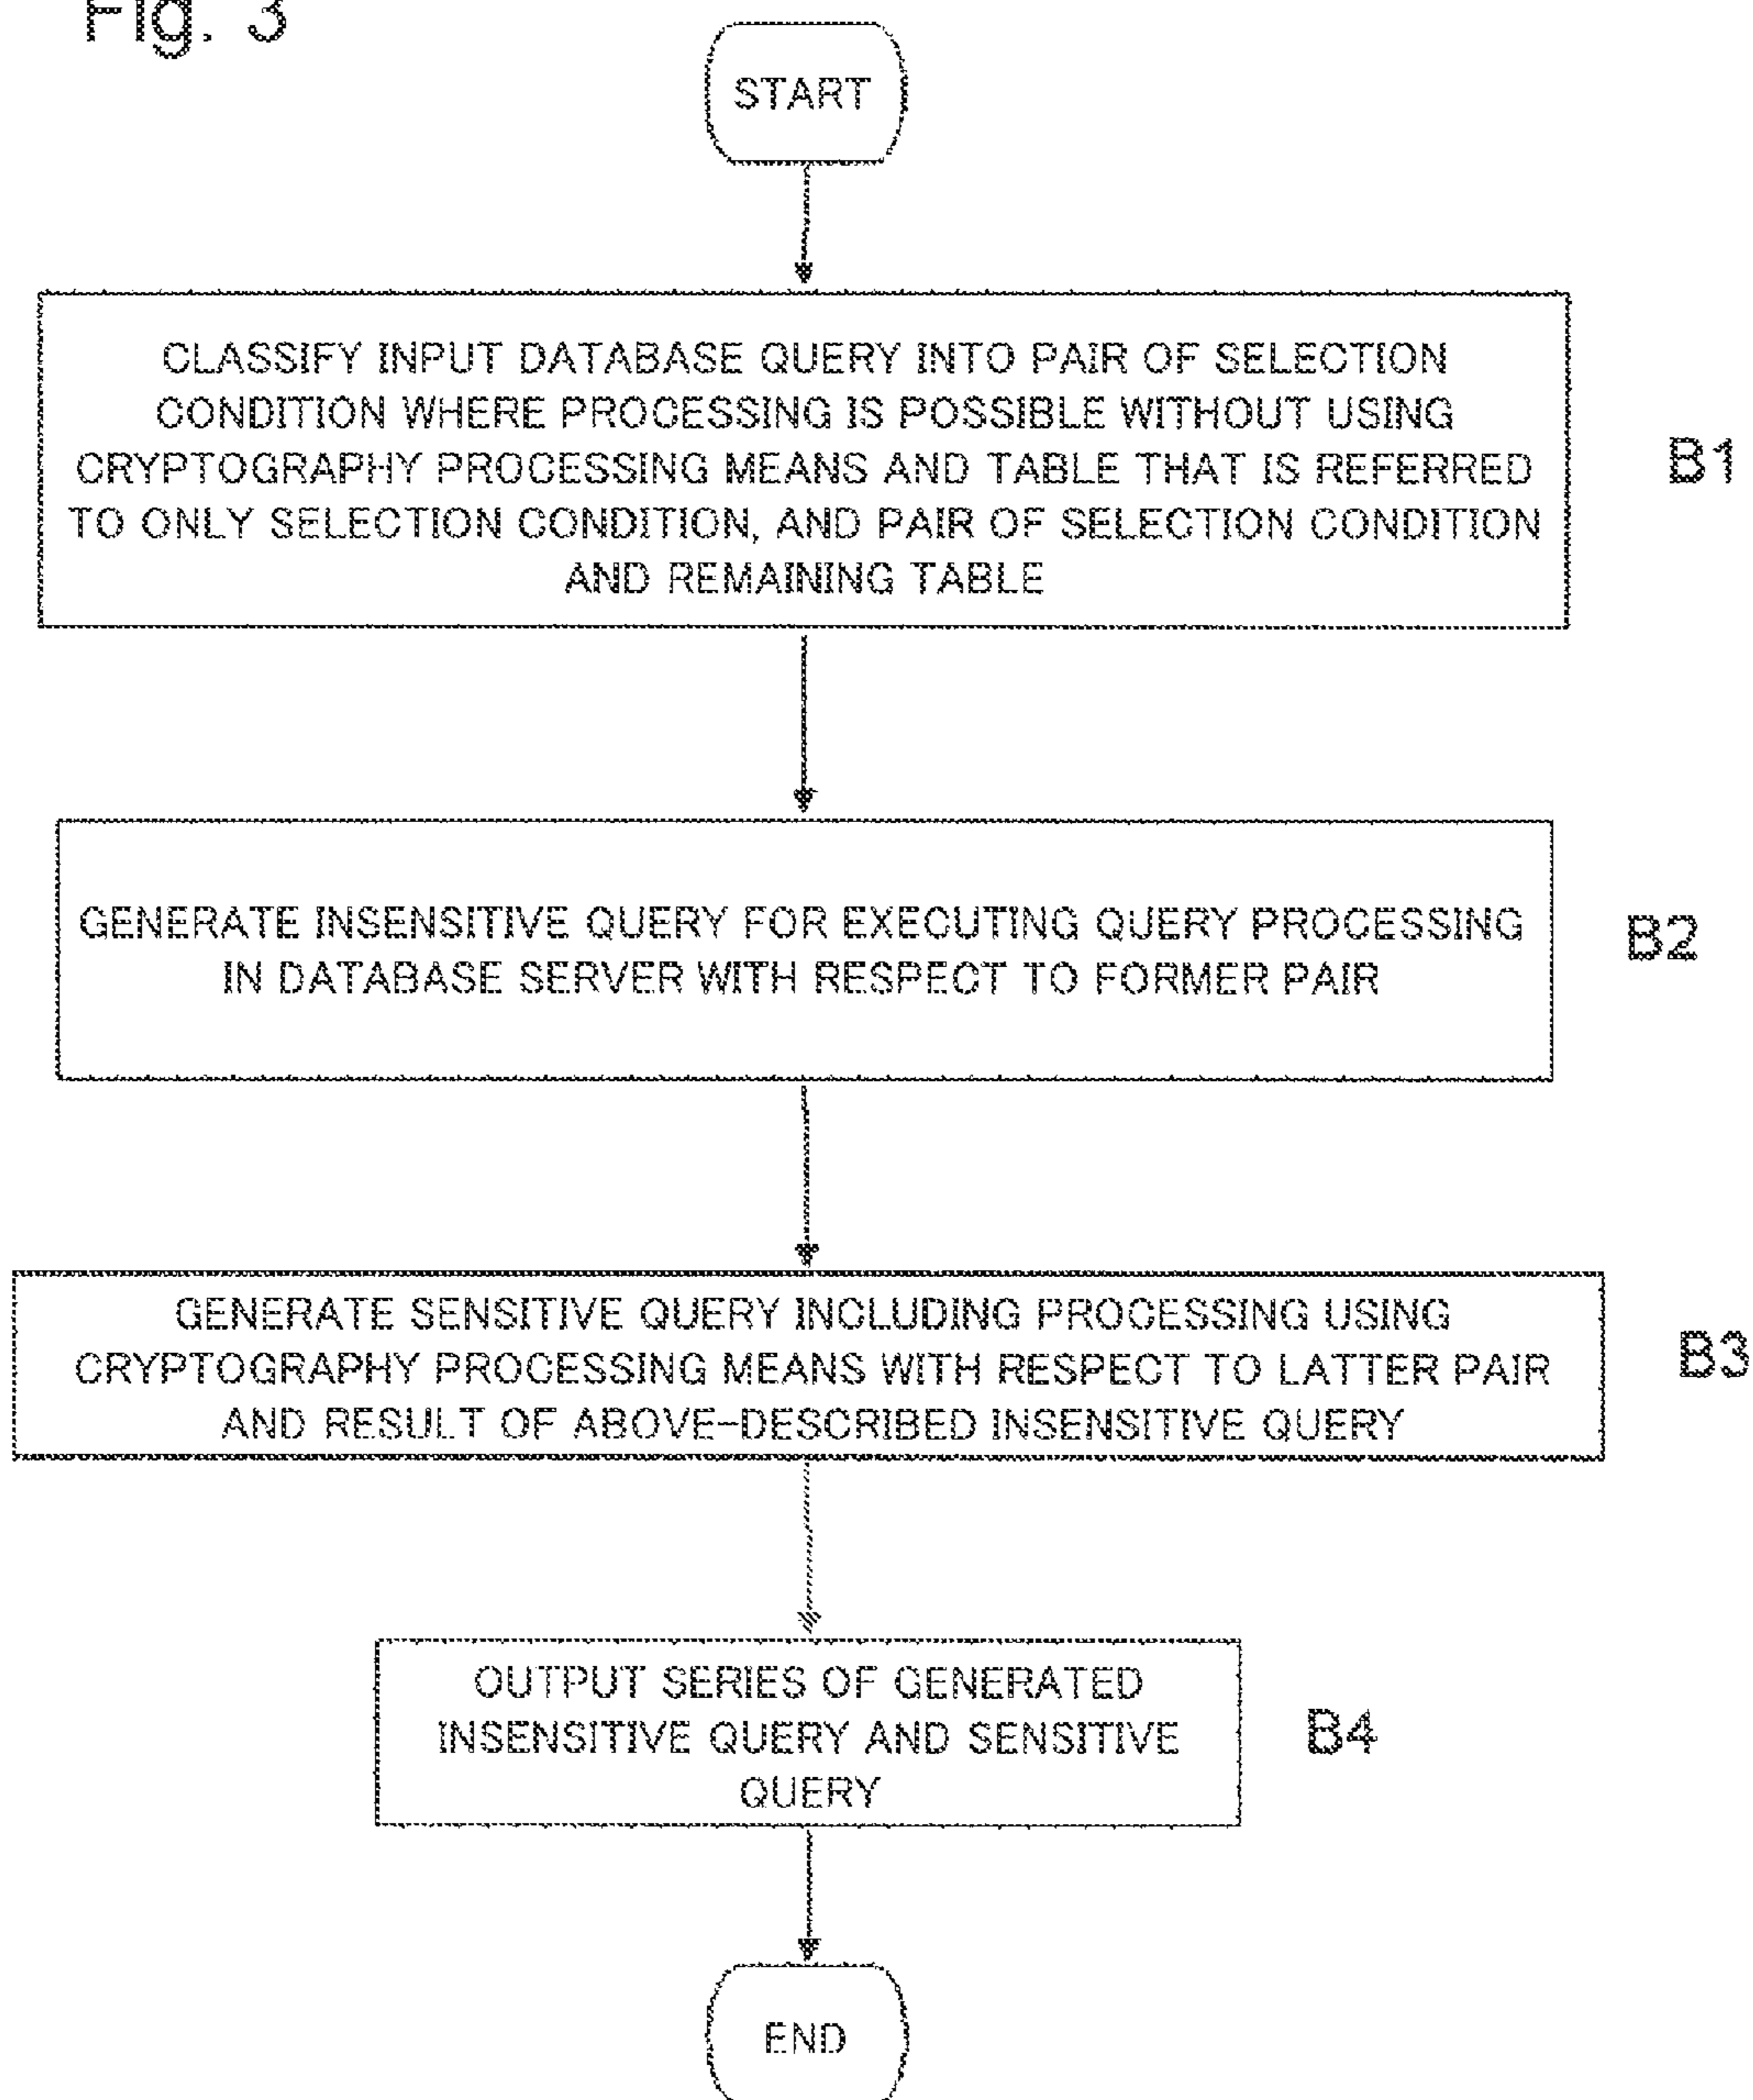 Fig. 3
START
CLASSIFY INPUT DATABASE QUERY INTO PAIR OF SELECTION
CONDITION WHERE PROCESSING IS POSSIBLE WITHOUT USING
CRYPTOGRAPHY PROCESSING MEANS AND TABLE THAT IS REFERRED
TO ONLY SELECTION CONDITION, AND PAIR OF SELECTION CONDITION
AND REMAINING TABLE
B1
GENERATE INSENSITIVE QUERY FOR EXECUTING QUERY PROCESSING
IN DATABASE SERVER WITH RESPECT TO FORMER PAIR
B2
GENERATE SENSITIVE QUERY INCLUDING PROCESSING USING
CRYPTOGRAPHY PROCESSING MEANS WITH RESPECT TO LATTER PAIR
AND RESULT OF ABOVE-DESCRIBED INSENSITIVE QUERY
B3
OUTPUT SERIES OF GENERATED
INSENSITIVE QUERY AND SENSITIVE
QUERY
B4
END